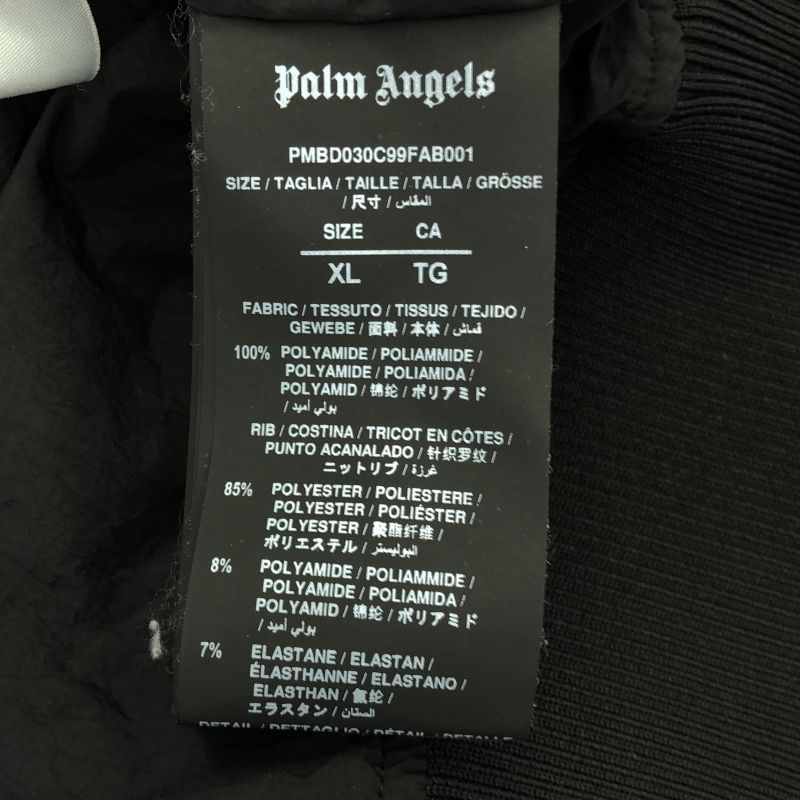 Palm Angels
PMBD030C99FAB001
SIZE / TAGLIA / TAILLE / TALLA / GRÖSSE
/ 尺寸 / المقاس /
SIZE CA
XL TG
FABRIC / TESSUTO / TISSUS / TEJIDO /
GEWEBE / 面料 / 本体 / قماش /
100% POLYAMIDE / POLIAMMIDE /
POLYAMIDE / POLIAMIDA /
POLYAMID / 锦纶 / ポリアミド
/ بولي أميد
RIB / COSTINA / TRICOT EN CÔTES /
PUNTO ACANALADO / 针织罗纹 /
ニットリブ / غرزة /
85% POLYESTER / POLIESTERE /
POLYESTER / POLIÉSTER /
POLYESTER / 聚酯纤维 /
ポリエステル / البوليستر /
8% POLYAMIDE / POLIAMMIDE /
POLYAMIDE / POLIAMIDA /
POLYAMID / 锦纶 / ポリアミド
/ بولي أميد
7% ELASTANE / ELASTAN /
ÉLASTHANNE / ELASTANO /
ELASTHAN / 氨纶 /
エラスタン / الستان /
DETAIL / DETTAGLIO / DÉTAIL / DETALLE